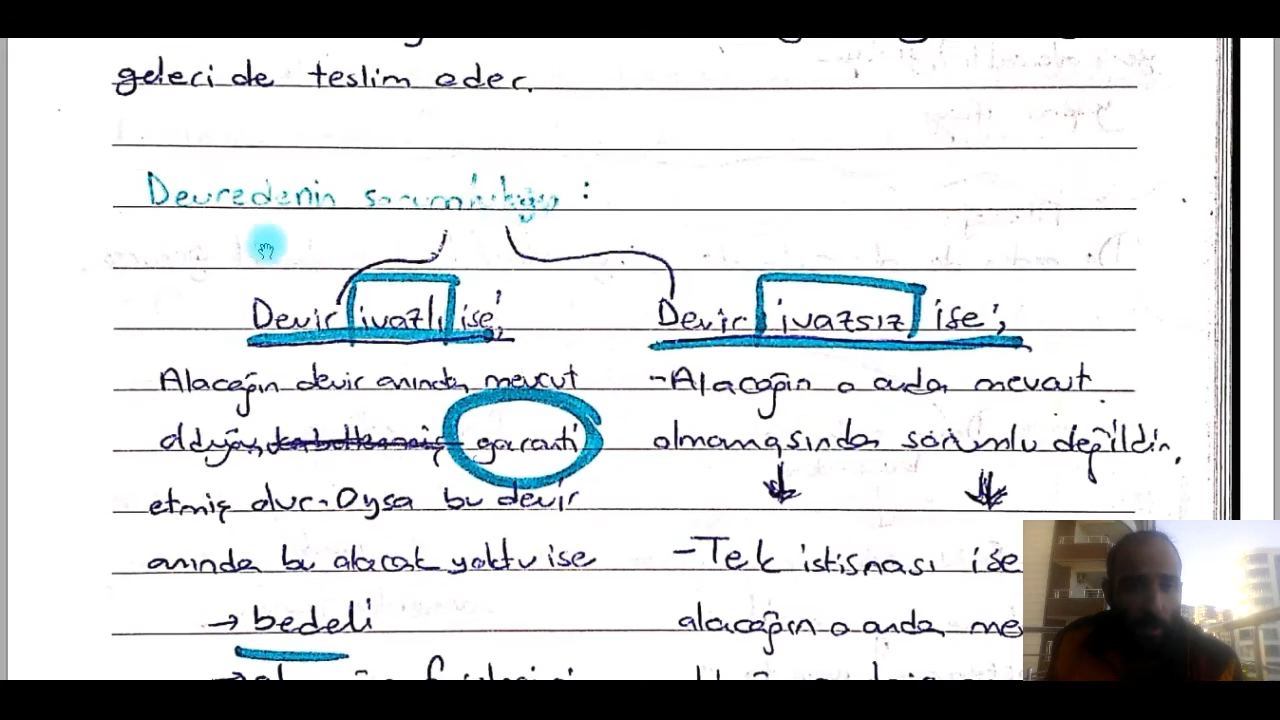 geleci de teslim eder.
Devredenin sorumluluğu :
Devir ivazlı ise;
Alacağın devir anında mevcut
olduğunu garanti
etmiş olur. Oysa bu devir
anında bu alacak yoktu ise
→ bedeli
Devir ivazsız ise;
-Alacağın o anda mevcut
olmamasından sorumlu değildir.
-Tek istisnası ise
alacağın o anda me